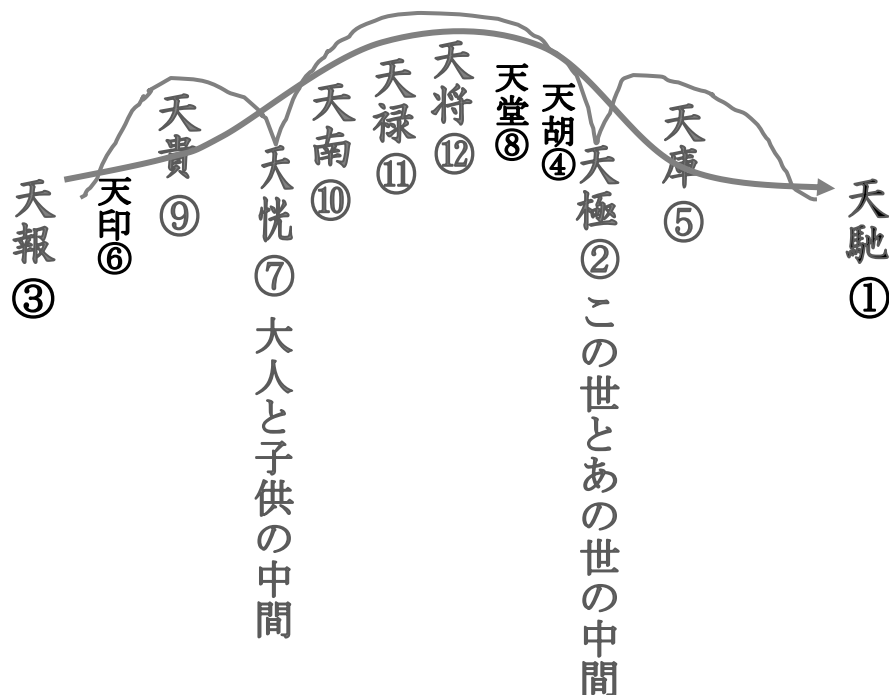 天報③
天印⑥
天貴⑨
天恍⑦ 大人と子供の中間
天南⑩
天禄⑪
天将⑫
天堂⑧
天胡④
天極② この世とあの世の中間
天庫⑤
天馳①